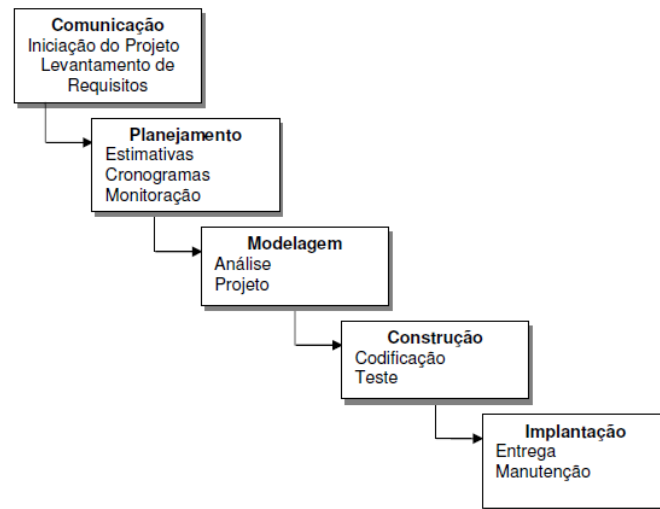 Comunicação
Iniciação do Projeto
Levantamento de
Requisitos
Planejamento
Estimativas
Cronogramas
Monitoração
Modelagem
Análise
Projeto
Construção
Codificação
Teste
Implantação
Entrega
Manutenção